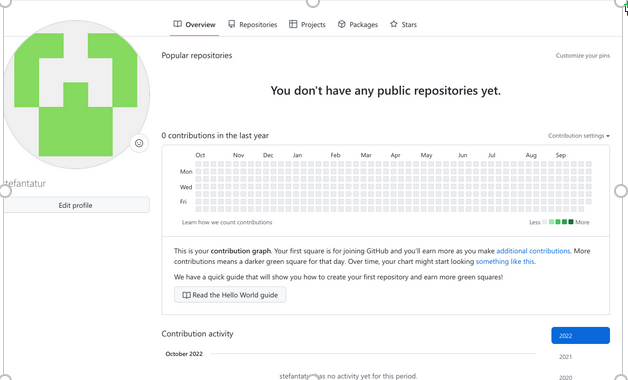 Overview Repositories Projects Packages Stars
Popular repositories Customize your pins
You don't have any public repositories yet.
0 contributions in the last year Contribution settings
Oct Nov Dec Jan Feb Mar Apr May Jun Jul Aug Sep
Mon
Wed
Fri
Learn how we count contributions Less More
tefantatur
Edit profile
This is your contribution graph. Your first square is for joining GitHub and you'll earn more as you make additional contributions. More
contributions means a darker green square for that day. Over time, your chart might start looking something like this.
We have a quick guide that will show you how to create your first repository and earn more green squares!
Read the Hello World guide
Contribution activity
2022
2021
2020
October 2022
has no activity yet for this period.